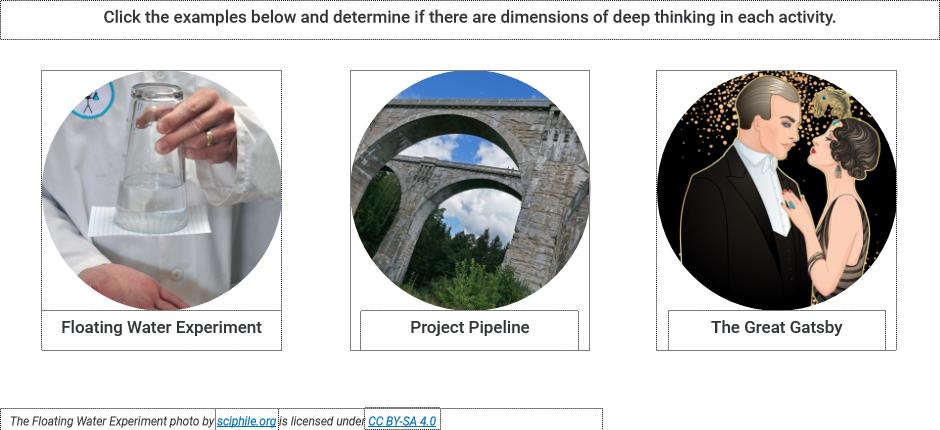 Click the examples below and determine if there are dimensions of deep thinking in each activity.
Floating Water Experiment
Project Pipeline
The Great Gatsby
The Floating Water Experiment photo by sciphile.org is licensed under CC BY-SA 4.0